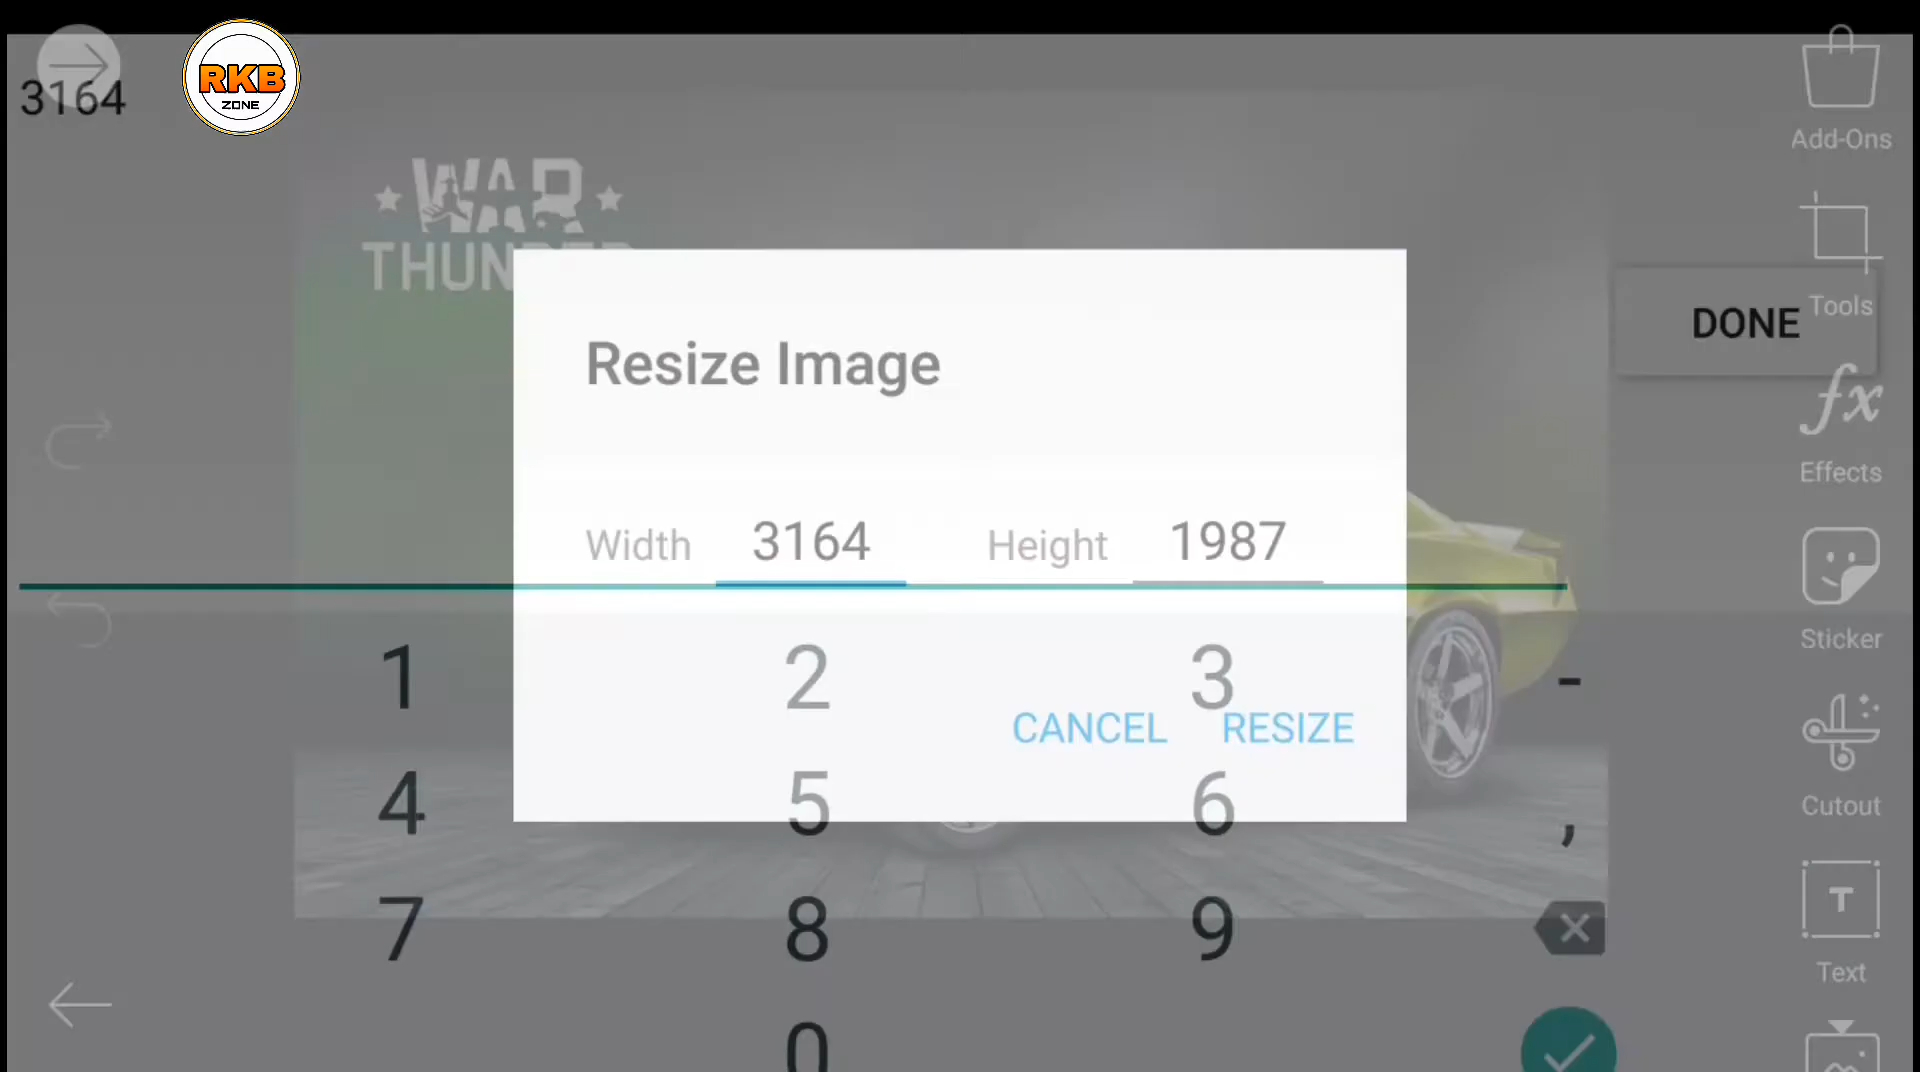 3164
RKB
ZONE
Add-Ons
WAR
THUNDER
Tools
DONE
Resize Image
Effects
Width 3164 Height 1987
Sticker
1 2 3 -
CANCEL RESIZE
4 5 6 ,
Cutout
7 8 9
T
Text
0